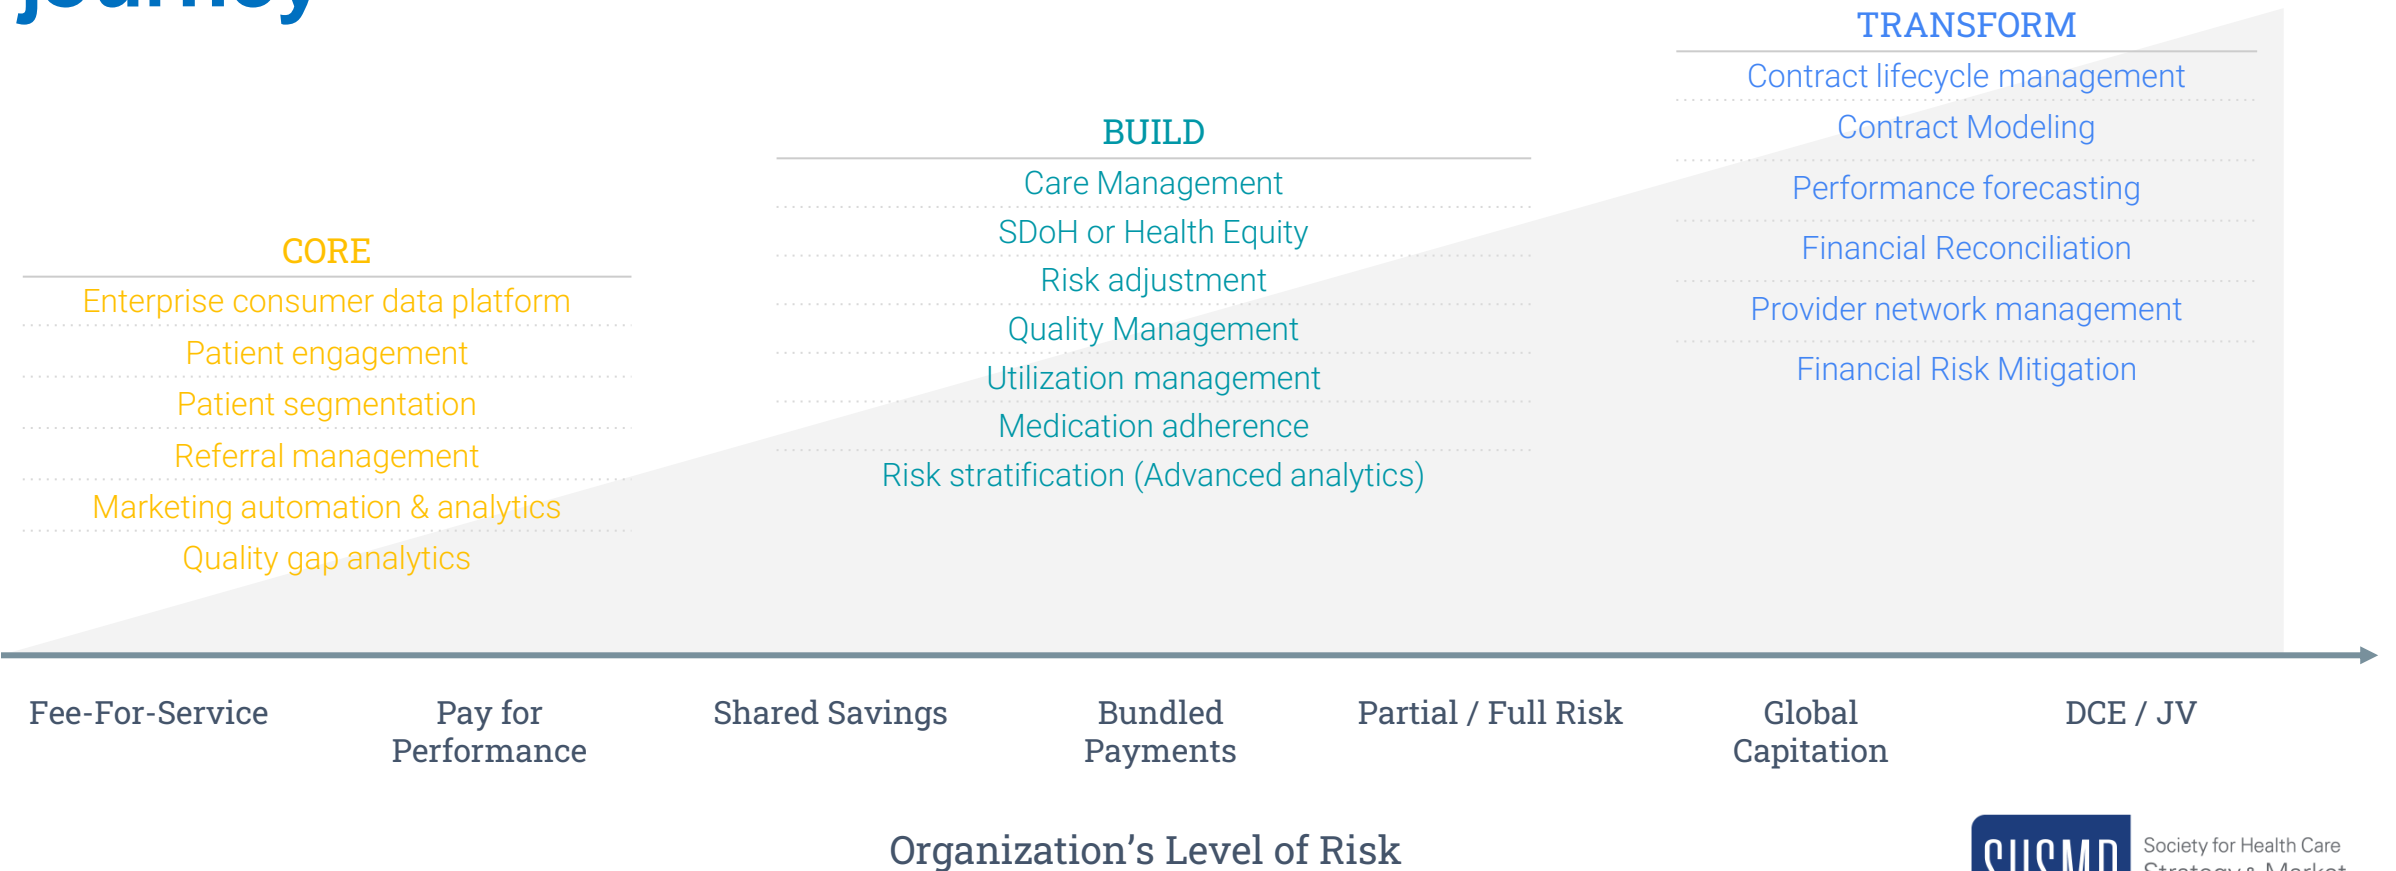 journey
CORE
Enterprise consumer data platform
Patient engagement
Patient segmentation
Referral management
Marketing automation & analytics
Quality gap analytics
BUILD
Care Management
SDoH or Health Equity
Risk adjustment
Quality Management
Utilization management
Medication adherence
Risk stratification (Advanced analytics)
TRANSFORM
Contract lifecycle management
Contract Modeling
Performance forecasting
Financial Reconciliation
Provider network management
Financial Risk Mitigation
Fee-For-Service
Pay for
Performance
Shared Savings
Bundled
Payments
Partial / Full Risk
Global
Capitation
DCE / JV
Organization's Level of Risk
SHSMD
Society for Health Care
Strategy & Market